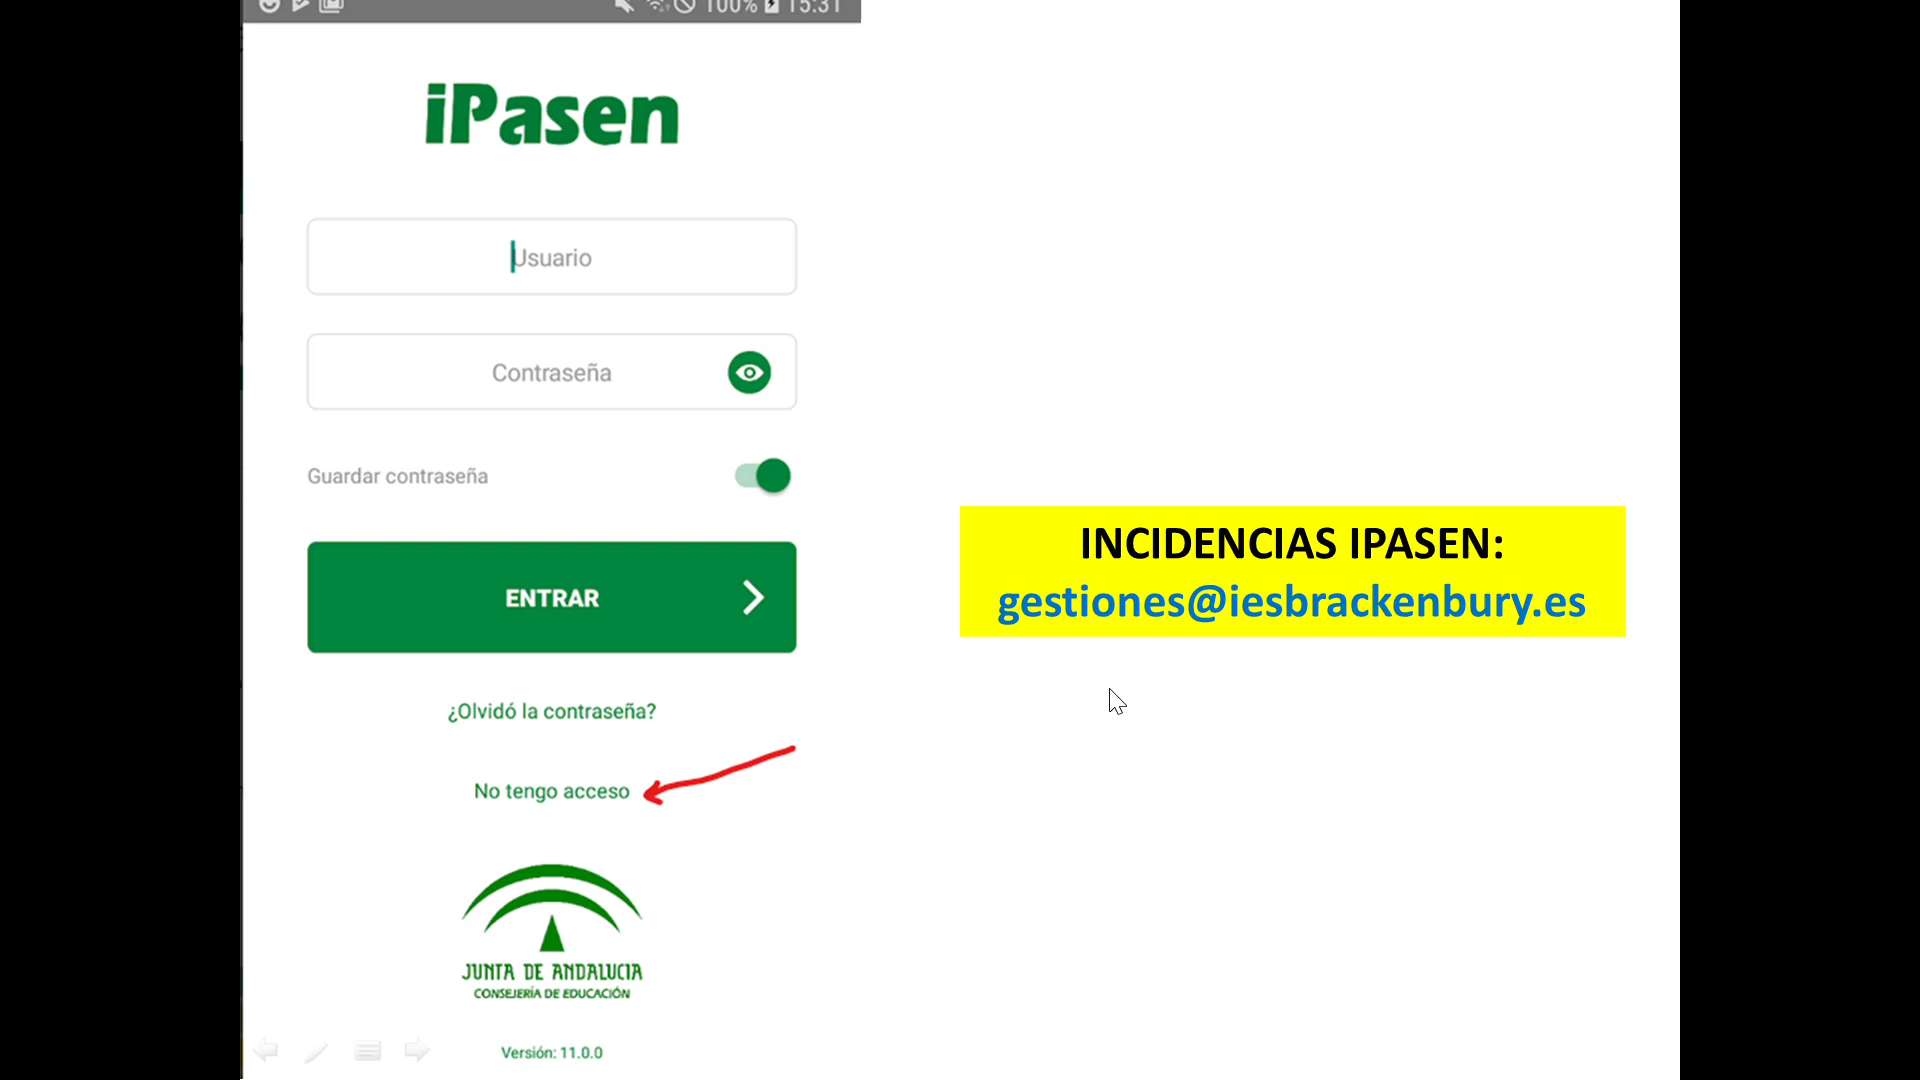 100% 15:31
iPasen
Usuario
Contraseña
Guardar contraseña
ENTRAR
¿Olvidó la contraseña?
No tengo acceso
JUNTA DE ANDALUCIA
CONSEJERÍA DE EDUCACIÓN
Versión: 11.0.0
INCIDENCIAS IPASEN:
gestiones@iesbrackenbury.es